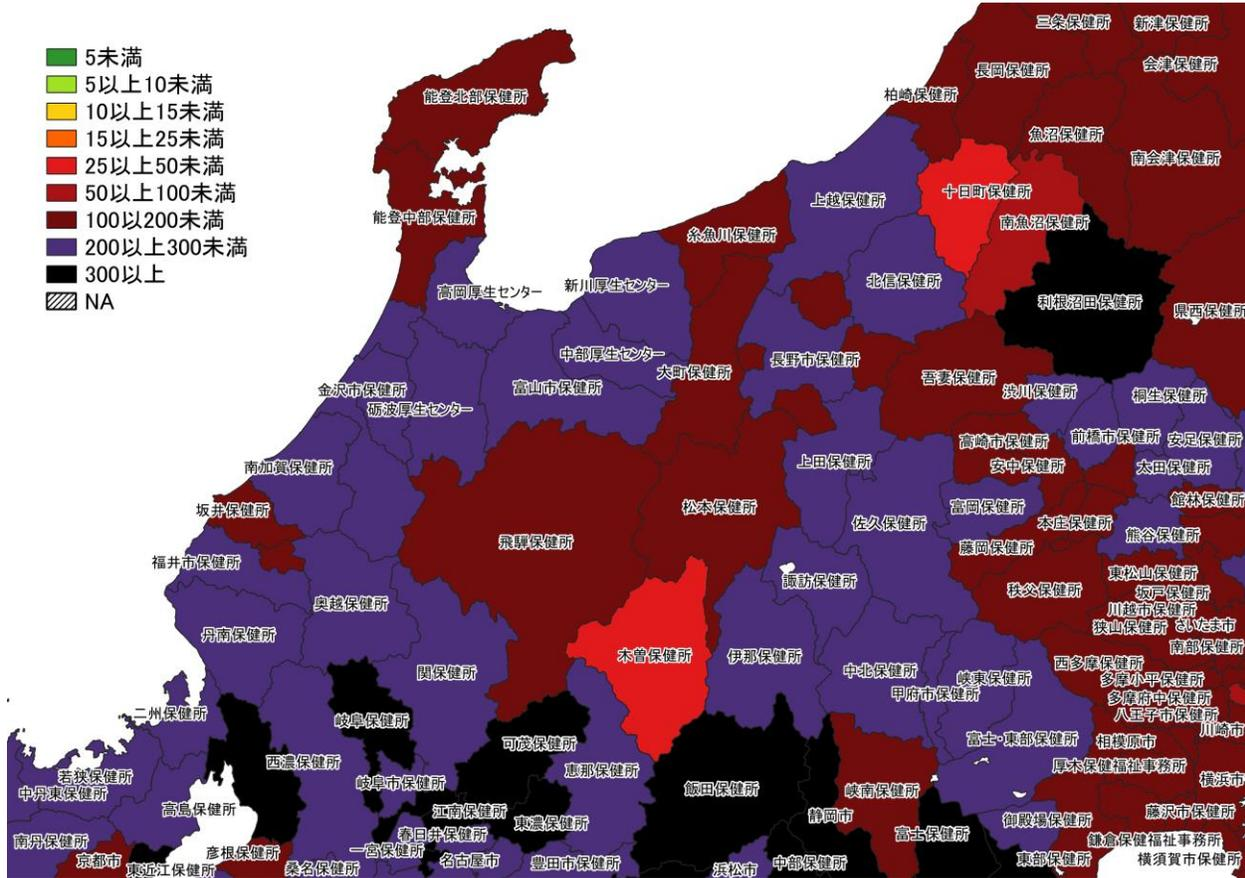 5未満
5以上10未満
10以上15未満
15以上25未満
25以上50未満
50以上100未満
100以200未満
200以上300未満
300以上
NA
三条保健所
新津保健所
長岡保健所
会津保健所
能登北部保健所
柏崎保健所
魚沼保健所
南会津保健所
十日町保健所
上越保健所
能登中部保健所
南魚沼保健所
糸魚川保健所
北信保健所
新川厚生センター
高岡厚生センター
利根沼田保健所
県西保健所
中部厚生センター
長野市保健所
大町保健所
吾妻保健所
金沢市保健所
富山市保健所
渋川保健所
桐生保健所
砺波厚生センター
高崎市保健所
前橋市保健所
安足保健所
南加賀保健所
上田保健所
安中保健所
太田保健所
坂井保健所
松本保健所
富岡保健所
館林保健所
佐久保健所
本庄保健所
飛騨保健所
熊谷保健所
藤岡保健所
福井市保健所
諏訪保健所
東松山保健所
奥越保健所
秩父保健所
坂戸保健所
川越市保健所
狭山保健所
さいたま市
丹南保健所
南部保健所
木曽保健所
伊那保健所
西多摩保健所
関保健所
中北保健所
峡東保健所
多摩小平保健所
甲府市保健所
多摩府中保健所
二州保健所
岐阜保健所
八王子市保健所
川崎市
可茂保健所
富士・東部保健所
相模原市
西濃保健所
恵那保健所
厚木保健福祉事務所
若狭保健所
岐阜市保健所
飯田保健所
峡南保健所
横浜市
中丹東保健所
高島保健所
江南保健所
静岡市
藤沢市保健所
東濃保健所
御殿場保健所
南丹保健所
春日井保健所
富士保健所
鎌倉保健福祉事務所
一宮保健所
彦根保健所
京都市
名古屋市
豊田市保健所
中部保健所
東部保健所
横須賀市保健所
東近江保健所
桑名保健所
浜松市